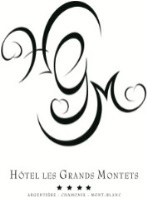 HGM
HÔTEL LES GRANDS MONTETS
ARGENTIÈRE - CHAMONIX - MONT-BLANC